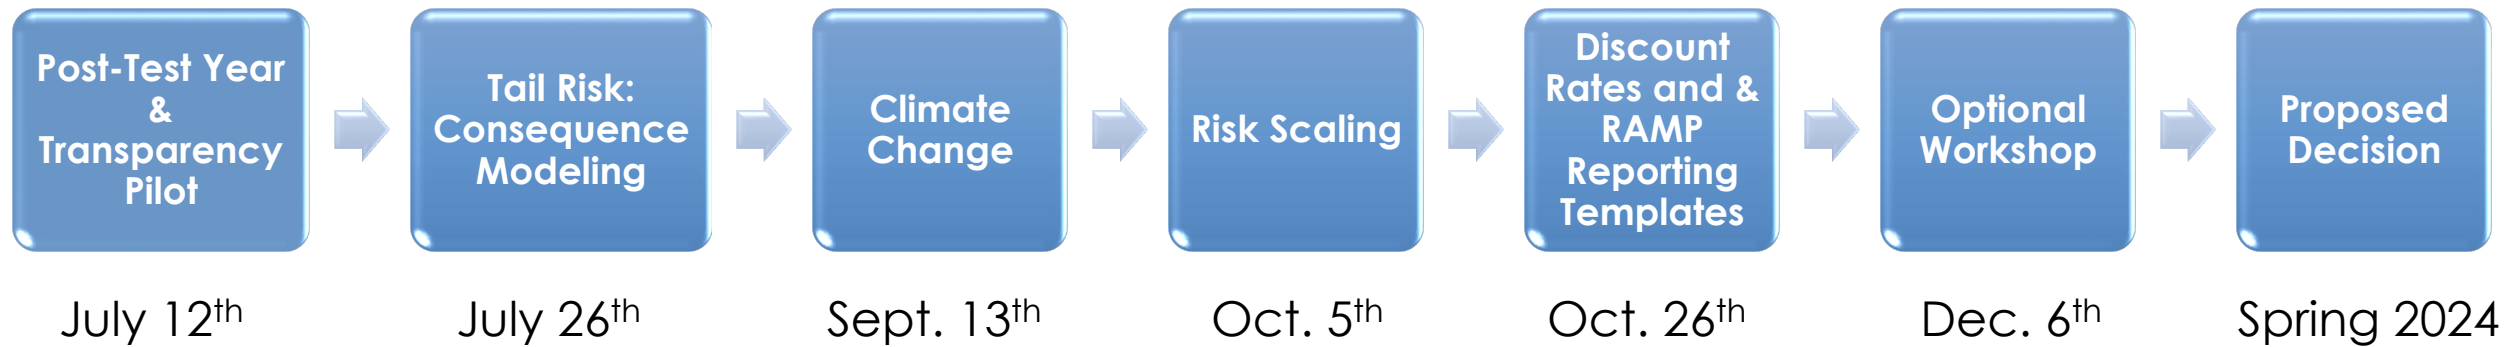 Post-Test Year
&
Transparency
Pilot
Tail Risk:
Consequence
Modeling
Climate
Change
Risk Scaling
Discount
Rates and &
RAMP
Reporting
Templates
Optional
Workshop
Proposed
Decision
July 12th
July 26th
Sept. 13th
Oct. 5th
Oct. 26th
Dec. 6th
Spring 2024